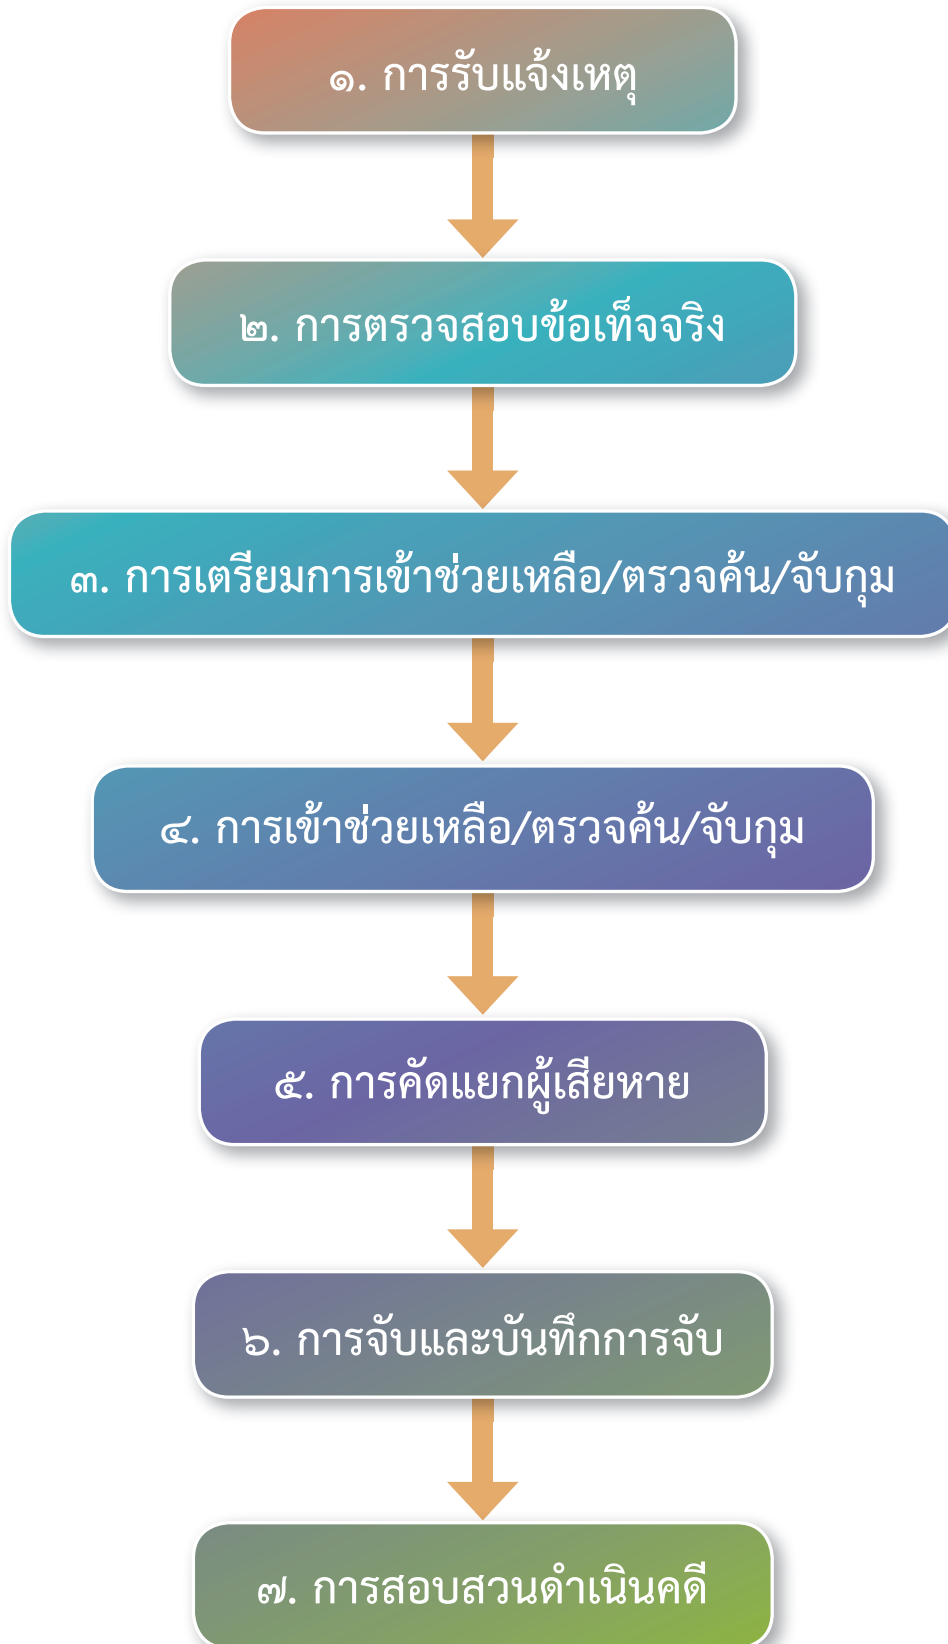 ๑. การรับแจ้งเหตุ
๒. การตรวจสอบข้อเท็จจริง
๓. การเตรียมการเข้าช่วยเหลือ/ตรวจค้น/จับกุม
๔. การเข้าช่วยเหลือ/ตรวจค้น/จับกุม
๕. การคัดแยกผู้เสียหาย
๖. การจับและบันทึกการจับ
๗. การสอบสวนดำเนินคดี